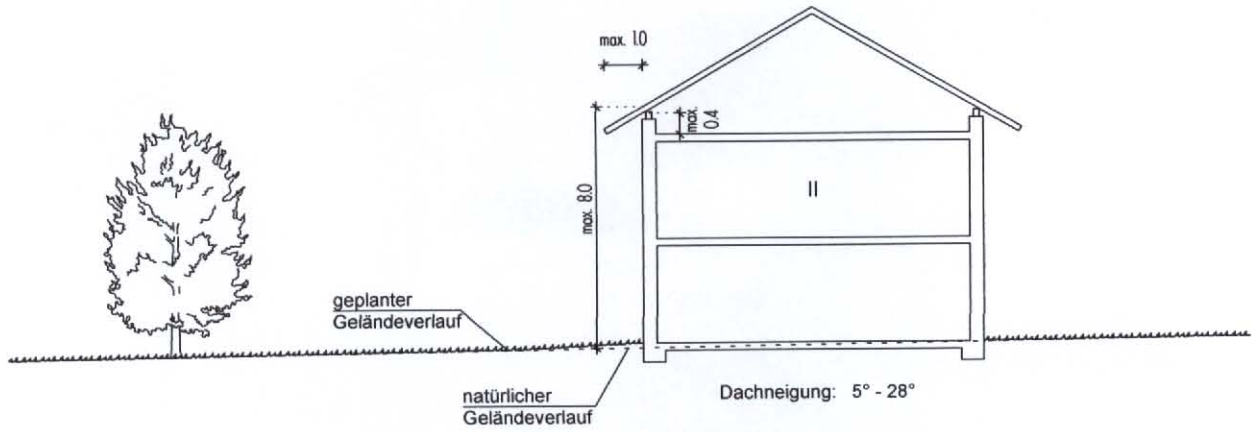 max. 1.0
max.
0.4
max. 8.0
II
geplanter
Geländeverlauf
natürlicher
Geländeverlauf
Dachneigung: 5° - 28°